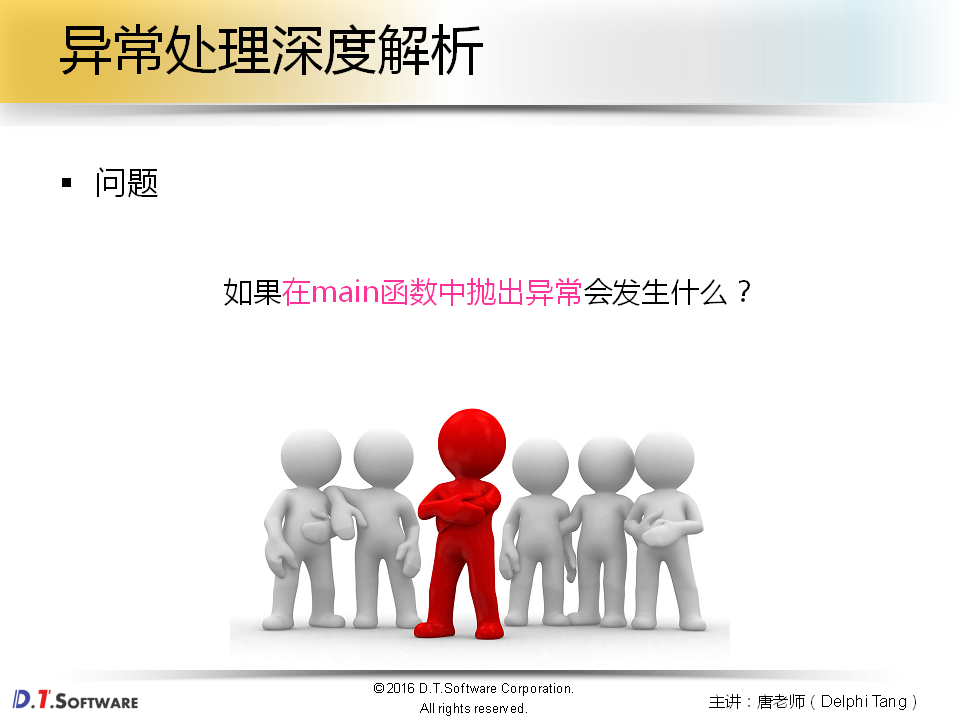 异常处理深度解析
▪ 问题
如果在main函数中抛出异常会发生什么？
D.T.SOFTWARE
©2016 D.T.Software Corporation.
All rights reserved.
主讲：唐老师（Delphi Tang）